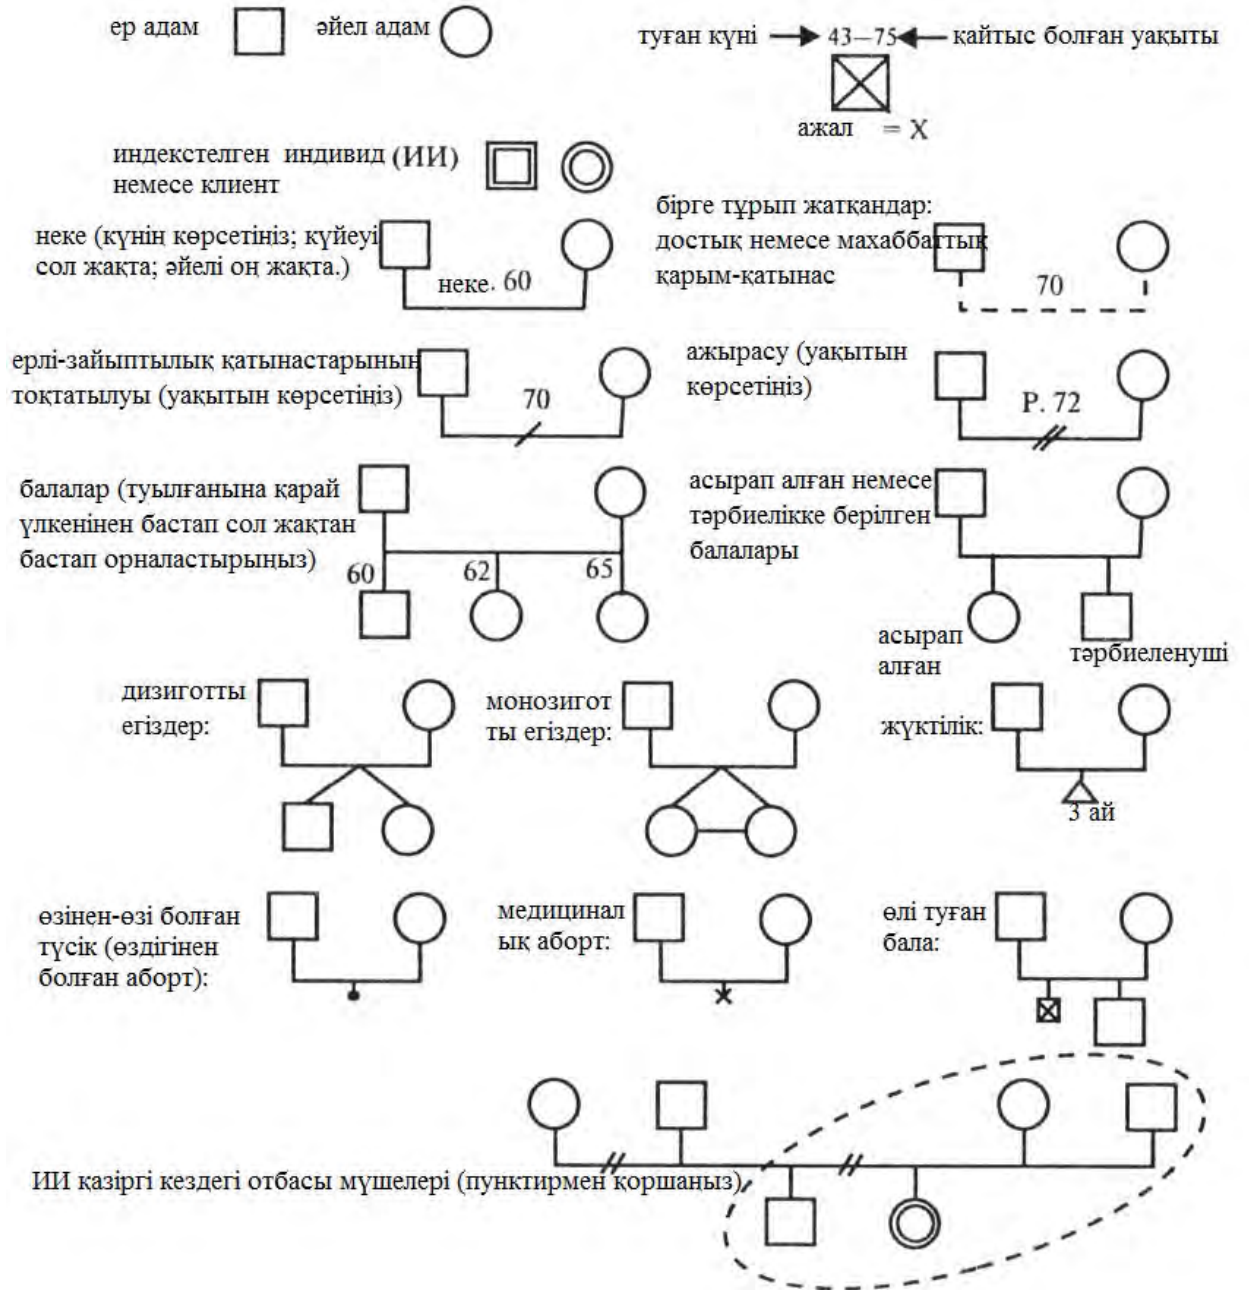 ер адам
әйел адам
туған күні
43–75
қайтыс болған уақыты
ажал = X
индекстелген индивид (ИИ)
немесе клиент
неке (күнін көрсетіңіз; күйеуі
сол жақта; әйелі оң жақта.)
неке. 60
бірге тұрып жатқандар:
достық немесе махаббаттық
қарым-қатынас
70
ерлі-зайыптылық қатынастарының
тоқтатылуы (уақытын көрсетіңіз)
70
ажырасу (уақытын
көрсетіңіз)
Р. 72
балалар (туылғанына қарай
үлкенінен бастап сол жақтан
бастап орналастырыңыз)
60
62
65
асырап алған немесе
тәрбиелікке берілген
балалары
асырап
алған
тәрбиеленуші
дизиготты
егіздер:
монозигот
ты егіздер:
жүктілік:
3 ай
өзінен-өзі болған
түсік (өздігінен
болған аборт):
медицинал
ық аборт:
өлі туған
бала:
ИИ қазіргі кездегі отбасы мүшелері (пунктирмен қоршаңыз)